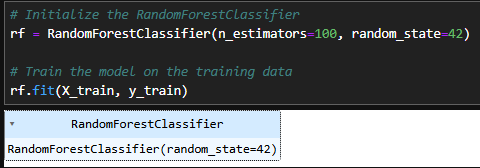 # Initialize the RandomForestClassifier
rf = RandomForestClassifier(n_estimators=100, random_state=42)
# Train the model on the training data
rf.fit(X_train, y_train)
▾ RandomForestClassifier
RandomForestClassifier(random_state=42)